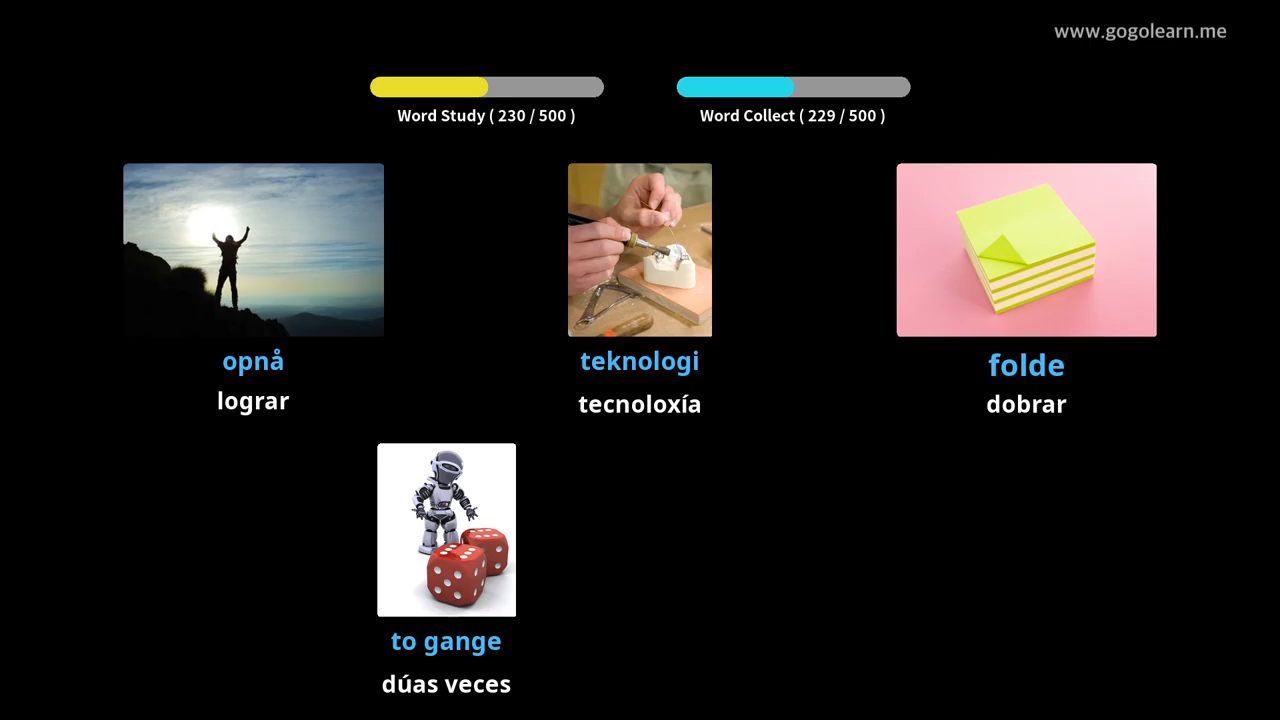 www.gogolearn.me
Word Study ( 230 / 500 )
Word Collect ( 229 / 500 )
opnå
lograr
teknologi
tecnoloxía
folde
dobrar
to gange
dúas veces